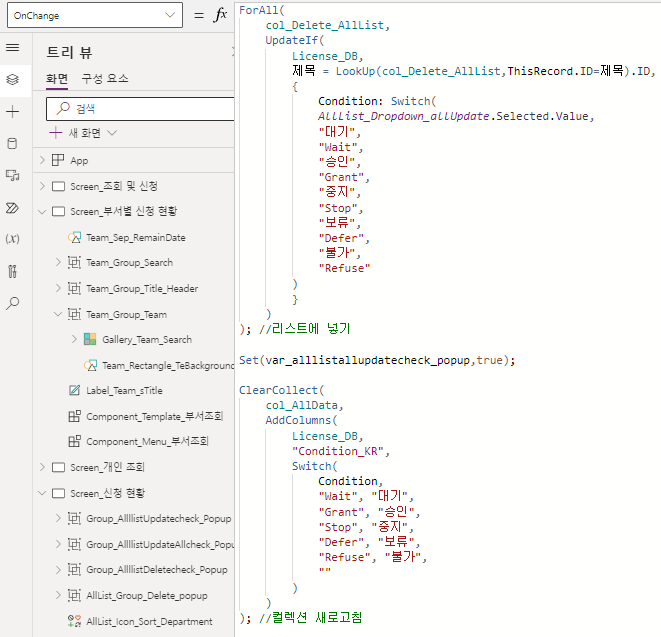 OnChange
= fx
트리 뷰
화면 구성 요소
검색
새 화면
App
Screen_조회 및 신청
Screen_부서별 신청 현황
Team_Sep_RemainDate
Team_Group_Search
Team_Group_Title_Header
Team_Group_Team
Gallery_Team_Search
Team_Rectangle_TeBackground
Label_Team_sTitle
Component_Template_부서조회
Component_Menu_부서조회
Screen_개인 조회
Screen_신청 현황
Group_AlllistUpdatecheck_Popup
Group_AlllistUpdateAllcheck_Popu
Group_AlllistDeletecheck_Popup
AllList_Group_Delete_popup
AllList_Icon_Sort_Department
ForAll(
col_Delete_AllList,
UpdateIf(
License_DB,
제목 = LookUp(col_Delete_AllList,ThisRecord.ID=제목).ID,
{
Condition: Switch(
AllList_Dropdown_allUpdate.Selected.Value,
"대기",
"Wait",
"승인",
"Grant",
"중지",
"Stop",
"보류",
"Defer",
"불가",
"Refuse"
)
}
)
); //리스트에 넣기
Set(var_alllistallupdatecheck_popup,true);
ClearCollect(
col_AllData,
AddColumns(
License_DB,
"Condition_KR",
Switch(
Condition,
"Wait", "대기",
"Grant", "승인",
"Stop", "중지",
"Defer", "보류",
"Refuse", "불가",
""
)
)
); //컬렉션 새로고침